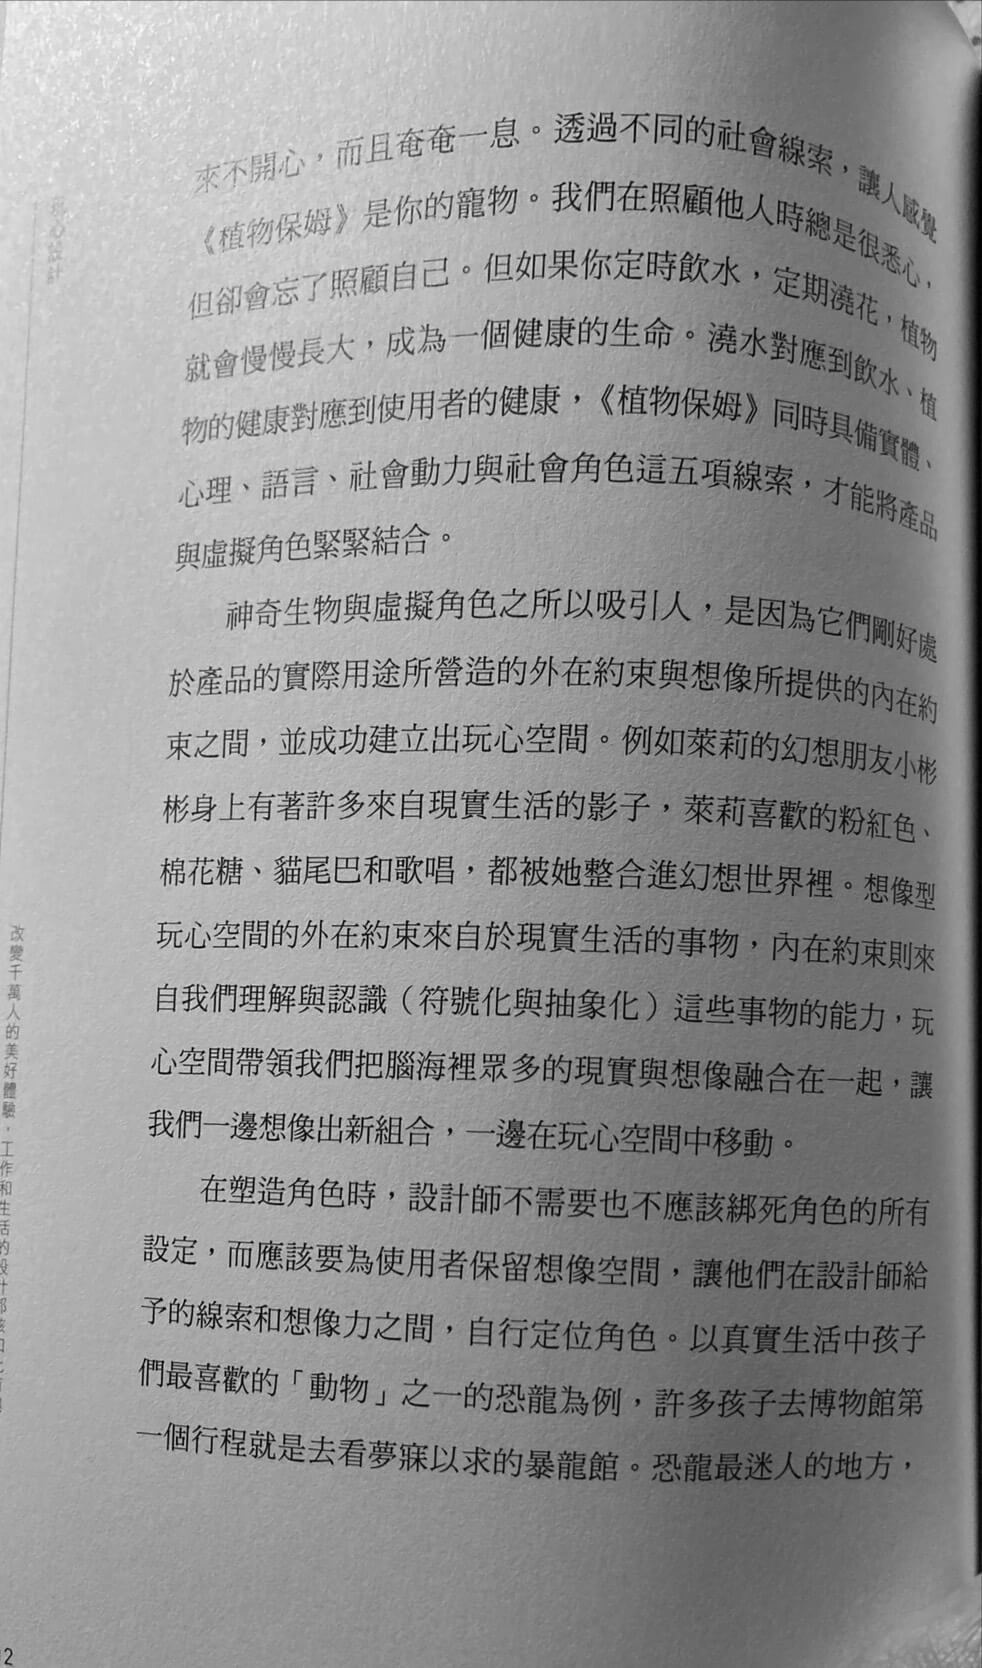 來不開心，而且奄奄一息。透過不同的社會線索，讓人感覺
《植物保姆》是你的寵物。我們在照顧他人時總是很悉心，
但卻會忘了照顧自己。但如果你定時飲水，定期澆花，植物
就會慢慢長大，成為一個健康的生命。澆水對應到飲水、植
物的健康對應到使用者的健康，《植物保姆》同時具備實體、
心理、語言、社會動力與社會角色這五項線索，才能將產品
與虛擬角色緊緊結合。
神奇生物與虛擬角色之所以吸引人，是因為它們剛好處
於產品的實際用途所營造的外在約束與想像所提供的內在約
束之間，並成功建立出玩心空間。例如萊莉的幻想朋友小彬
彬身上有著許多來自現實生活的影子，萊莉喜歡的粉紅色、
棉花糖、貓尾巴和歌唱，都被她整合進幻想世界裡。想像型
玩心空間的外在約束來自於現實生活的事物，內在約束則來
自我們理解與認識（符號化與抽象化）這些事物的能力，玩
心空間帶領我們把腦海裡眾多的現實與想像融合在一起，讓
我們一邊想像出新組合，一邊在玩心空間中移動。
在塑造角色時，設計師不需要也不應該綁死角色的所有
設定，而應該要為使用者保留想像空間，讓他們在設計師給
予的線索和想像力之間，自行定位角色。以真實生活中孩子
們最喜歡的「動物」之一的恐龍為例，許多孩子去博物館第
一個行程就是去看夢寐以求的暴龍館。恐龍最迷人的地方，
改變千萬人的美好體驗，工作和生活的設計都該如此
2